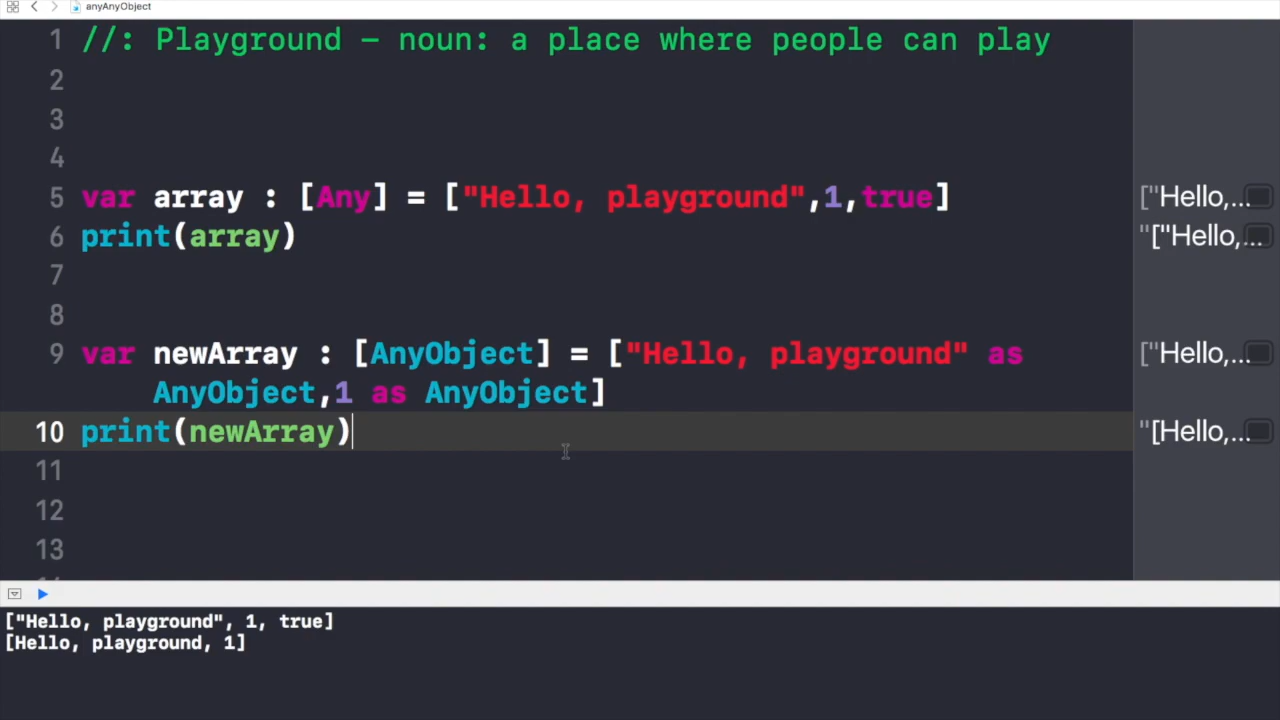 anyAnyObject
1 //: Playground – noun: a place where people can play
2
3
4
5 var array : [Any] = ["Hello, playground",1,true] ["Hello,...
6 print(array) "["Hello,...
7
8
9 var newArray : [AnyObject] = ["Hello, playground" as ["Hello,...
AnyObject,1 as AnyObject]
10 print(newArray) "[Hello,...
11
12
13
["Hello, playground", 1, true]
[Hello, playground, 1]